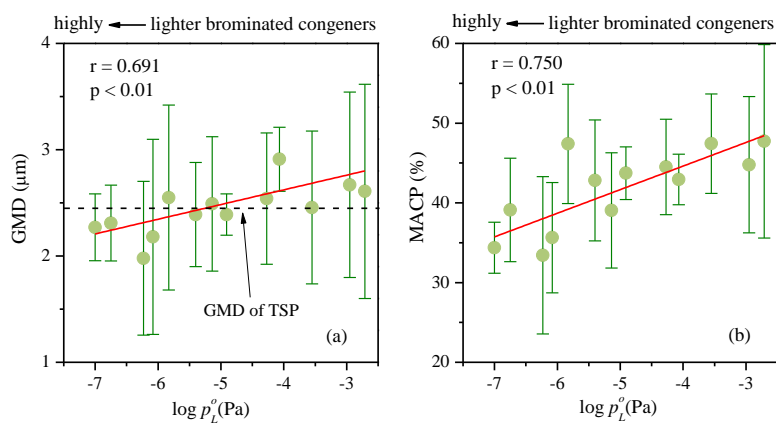 highly ← lighter brominated congeners
r = 0.691
p < 0.01
GMD of TSP
(a)
GMD (μm)
4
3
2
1
-7 -6 -5 -4 -3
log p_L^o(Pa)
highly ← lighter brominated congeners
r = 0.750
p < 0.01
(b)
MACP (%)
60
50
40
30
20
-7 -6 -5 -4 -3
log p_L^o(Pa)